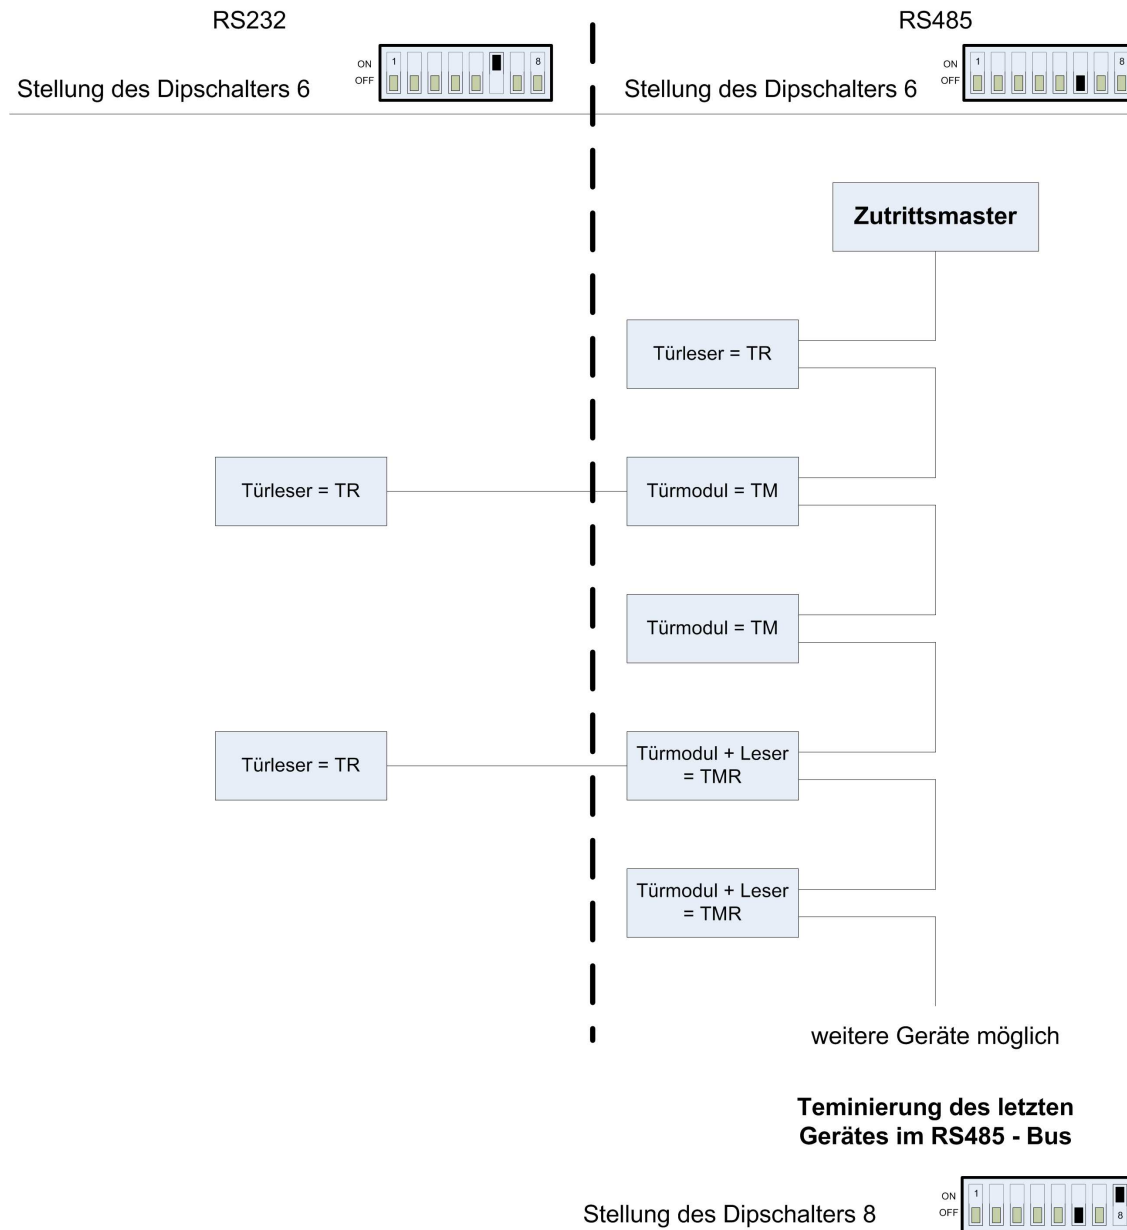 RS232
RS485
ON
OFF
1
8
Stellung des Dipschalters 6
ON
OFF
1
8
Stellung des Dipschalters 6
Zutrittsmaster
Türleser = TR
Türleser = TR
Türmodul = TM
Türmodul = TM
Türleser = TR
Türmodul + Leser
= TMR
Türmodul + Leser
= TMR
weitere Geräte möglich
Teminierung des letzten
Gerätes im RS485 - Bus
Stellung des Dipschalters 8
ON
OFF
1
8